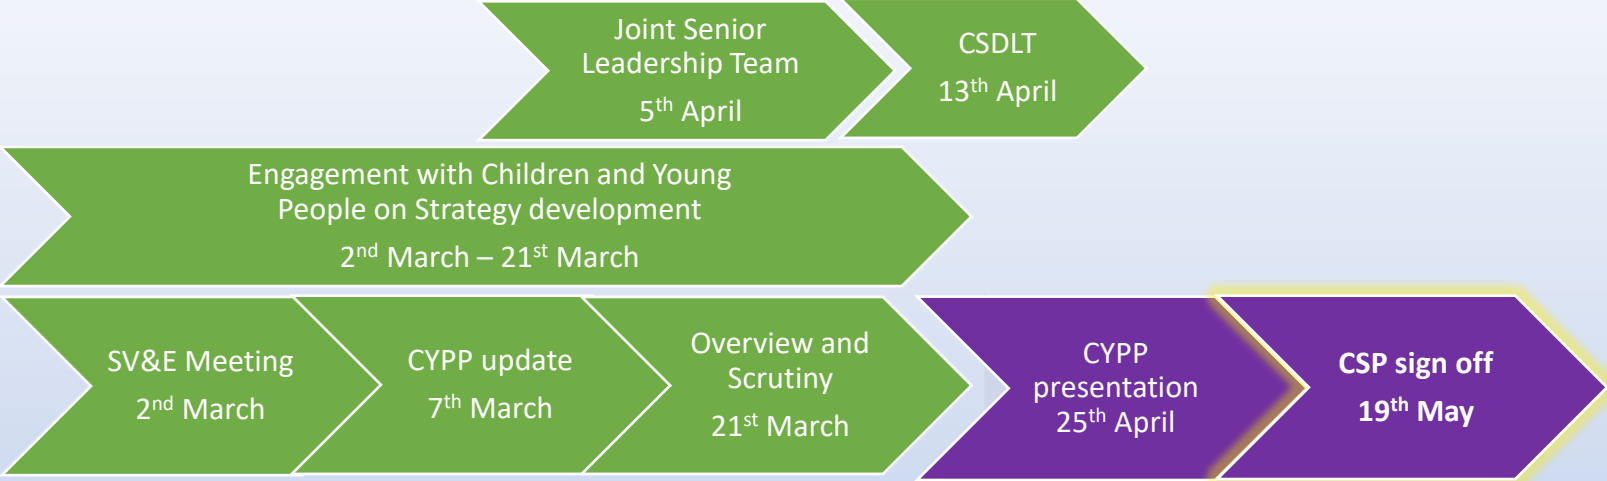 Joint Senior
Leadership Team
5th April
CSDLT
13th April
Engagement with Children and Young
People on Strategy development
2nd March – 21st March
SV&E Meeting
2nd March
CYPP update
7th March
Overview and
Scrutiny
21st March
CYPP
presentation
25th April
CSP sign off
19th May